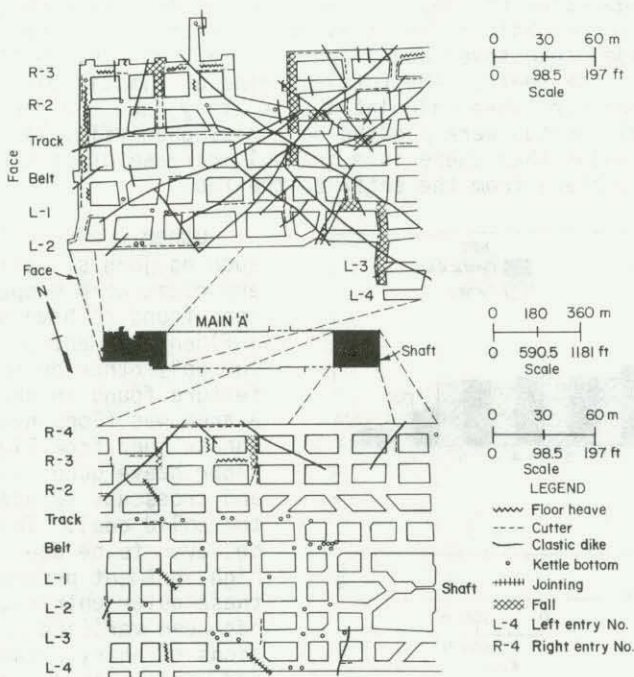 0 30 60 m
0 98.5 197 ft
Scale
R-3
R-2
Track
Belt
L-1
L-2
Face
L-3
L-4
Face
N
MAIN 'A'
Shaft
0 180 360 m
0 590.5 1181 ft
Scale
0 30 60 m
0 98.5 197 ft
Scale
R-4
R-3
R-2
Track
Belt
L-1
L-2
L-3
L-4
Shaft
LEGEND
Floor heave
Cutter
Clastic dike
Kettle bottom
Jointing
Fall
L-4 Left entry No.
R-4 Right entry No.